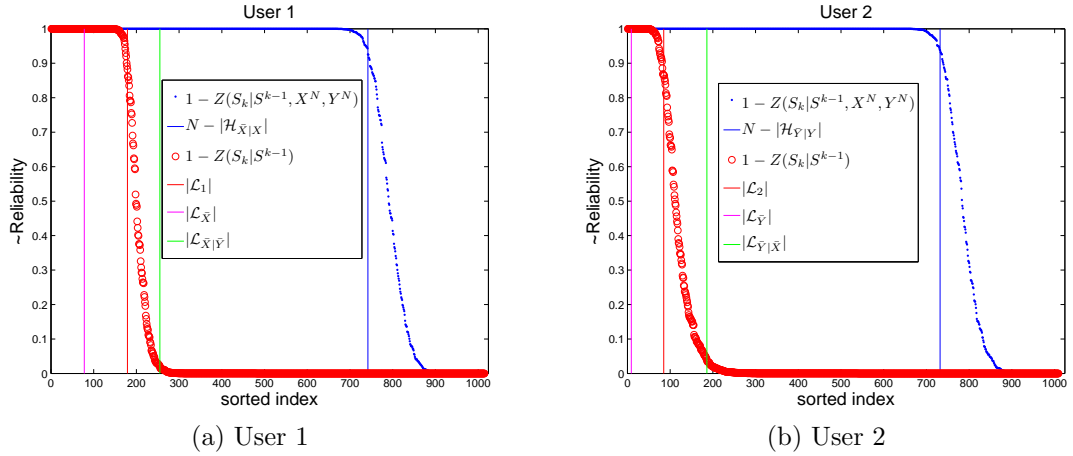 User 1
1
0.9
0.8
0.7
0.6
0.5
0.4
0.3
0.2
0.1
0
~Reliability
1 − Z(S_k|S^{k−1}, X^N, Y^N)
N − |ℋ_{X̄|X}|
1 − Z(S_k|S^{k−1})
|ℒ_1|
|ℒ_{X̄}|
|ℒ_{X̄|Ȳ}|
0 100 200 300 400 500 600 700 800 900 1000
sorted index
(a) User 1
User 2
1
0.9
0.8
0.7
0.6
0.5
0.4
0.3
0.2
0.1
0
~Reliability
1 − Z(S_k|S^{k−1}, X^N, Y^N)
N − |ℋ_{Ȳ|Y}|
1 − Z(S_k|S^{k−1})
|ℒ_2|
|ℒ_{Ȳ}|
|ℒ_{Ȳ|X̄}|
0 100 200 300 400 500 600 700 800 900 1000
sorted index
(b) User 2